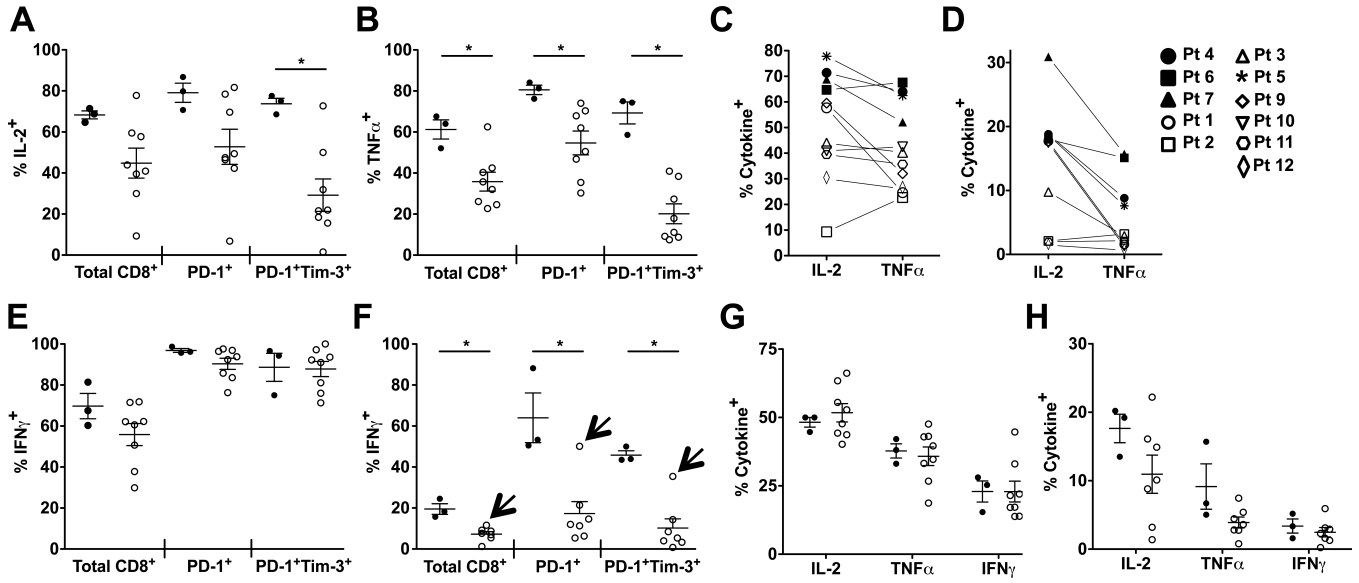 A
% IL-2+
100
80
60
40
20
0
*
Total CD8+ PD-1+ PD-1+Tim-3+
B
% TNFα+
100
80
60
40
20
0
* * *
Total CD8+ PD-1+ PD-1+Tim-3+
C
% Cytokine+
80
70
60
50
40
30
20
10
0
IL-2 TNFα
D
% Cytokine+
30
20
10
0
IL-2 TNFα
Pt 4 Pt 3
Pt 6 Pt 5
Pt 7 Pt 9
Pt 1 Pt 10
Pt 2 Pt 11
Pt 12
E
% IFNγ+
100
80
60
40
20
0
Total CD8+ PD-1+ PD-1+Tim-3+
F
% IFNγ+
100
80
60
40
20
0
* * *
Total CD8+ PD-1+ PD-1+Tim-3+
G
% Cytokine+
75
50
25
0
IL-2 TNFα IFNγ
H
% Cytokine+
30
20
10
0
IL-2 TNFα IFNγ